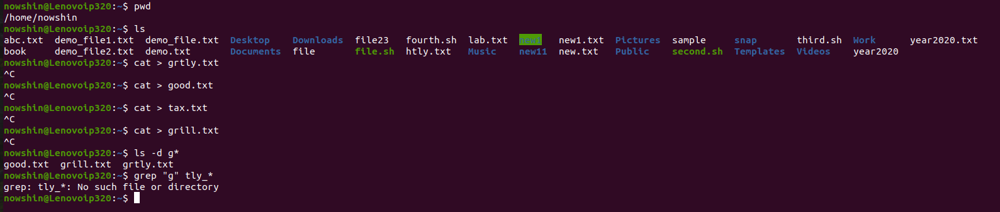 nowshin@Lenovoip320:~$ pwd
/home/nowshin
nowshin@Lenovoip320:~$ ls
abc.txt  demo_file1.txt  demo_file.txt  Desktop    Downloads  file23   fourth.sh  lab.txt  new1   new1.txt  Pictures  sample     snap       third.sh  Work      year2020.txt
book     demo_file2.txt  demo.txt       Documents  file       file.sh  htly.txt   Music    new11  new.txt   Public    second.sh  Templates  Videos    year2020
nowshin@Lenovoip320:~$ cat > grtly.txt
^C
nowshin@Lenovoip320:~$ cat > good.txt
^C
nowshin@Lenovoip320:~$ cat > tax.txt
^C
nowshin@Lenovoip320:~$ cat > grill.txt
^C
nowshin@Lenovoip320:~$ ls -d g*
good.txt  grill.txt  grtly.txt
nowshin@Lenovoip320:~$ grep "g" tly_*
grep: tly_*: No such file or directory
nowshin@Lenovoip320:~$